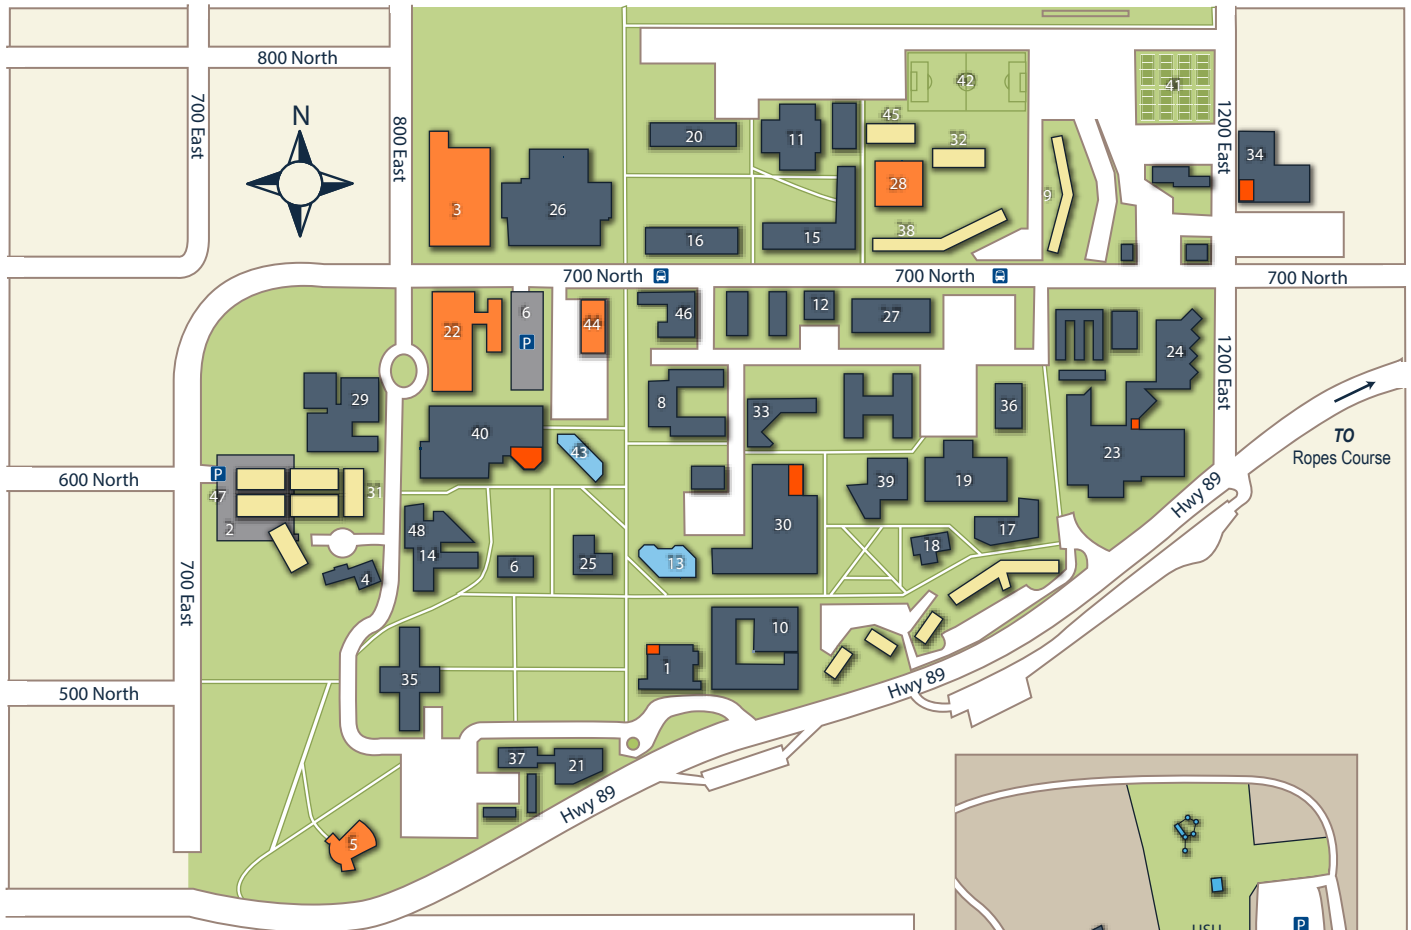 800 North
N
700 East
800 East
42
41
1200 East
45
20
11
32
34
28
3
26
9
38
16
15
700 North
700 North
700 North
6
P
12
46
27
22
44
24
1200 East
29
8
33
36
40
43
23
TO
Ropes Course
600 North
P
47
31
2
39
19
Hwy 89
48
30
17
14
6
25
13
18
4
700 East
10
1
35
500 North
Hwy 89
37
21
Hwy 89
5
P
USU